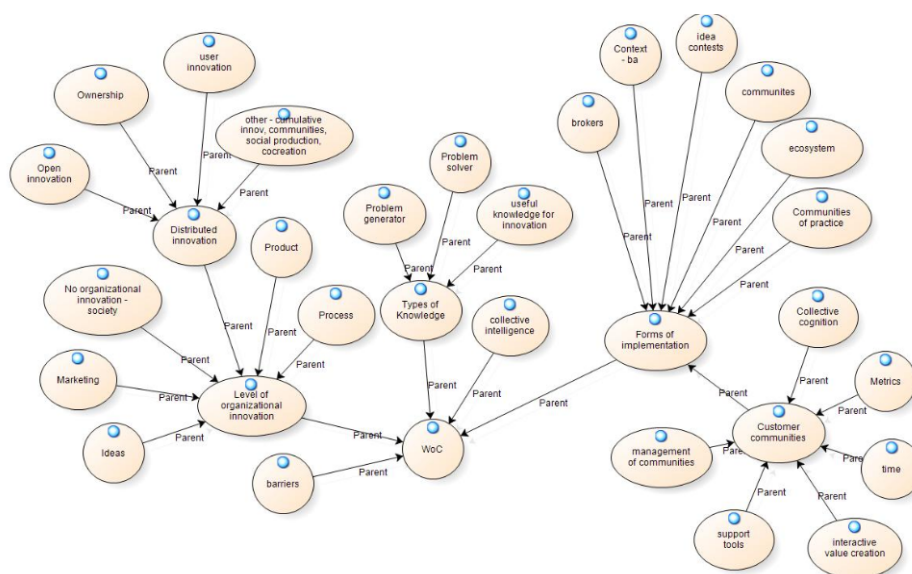 idea
contests
Context
- ba
user
innovation
communites
Ownership
brokers
other - cumulative
innov, communities,
social production,
cocreation
ecosystem
Problem
solver
Open
innovation
Parent
Parent
Parent
Parent
Problem
generator
useful
knowledge for
innovation
Communities
of practice
Distributed
innovation
Product
Parent
Parent
Parent
Parent
Parent
Parent
Parent
Parent
Parent
No organizational
innovation -
society
Process
Types of
Knowledge
collective
intelligence
Forms of
implementation
Collective
cognition
Parent
Parent
Parent
Parent
Marketing
Parent
Parent
Level of
organizational
innovation
Parent
Parent
Parent
Parent
Parent
Metrics
Parent
Ideas
Parent
Parent
WoC
Customer
communities
barriers
Parent
management
of communities
Parent
Parent
time
Parent
Parent
support
tools
interactive
value creation